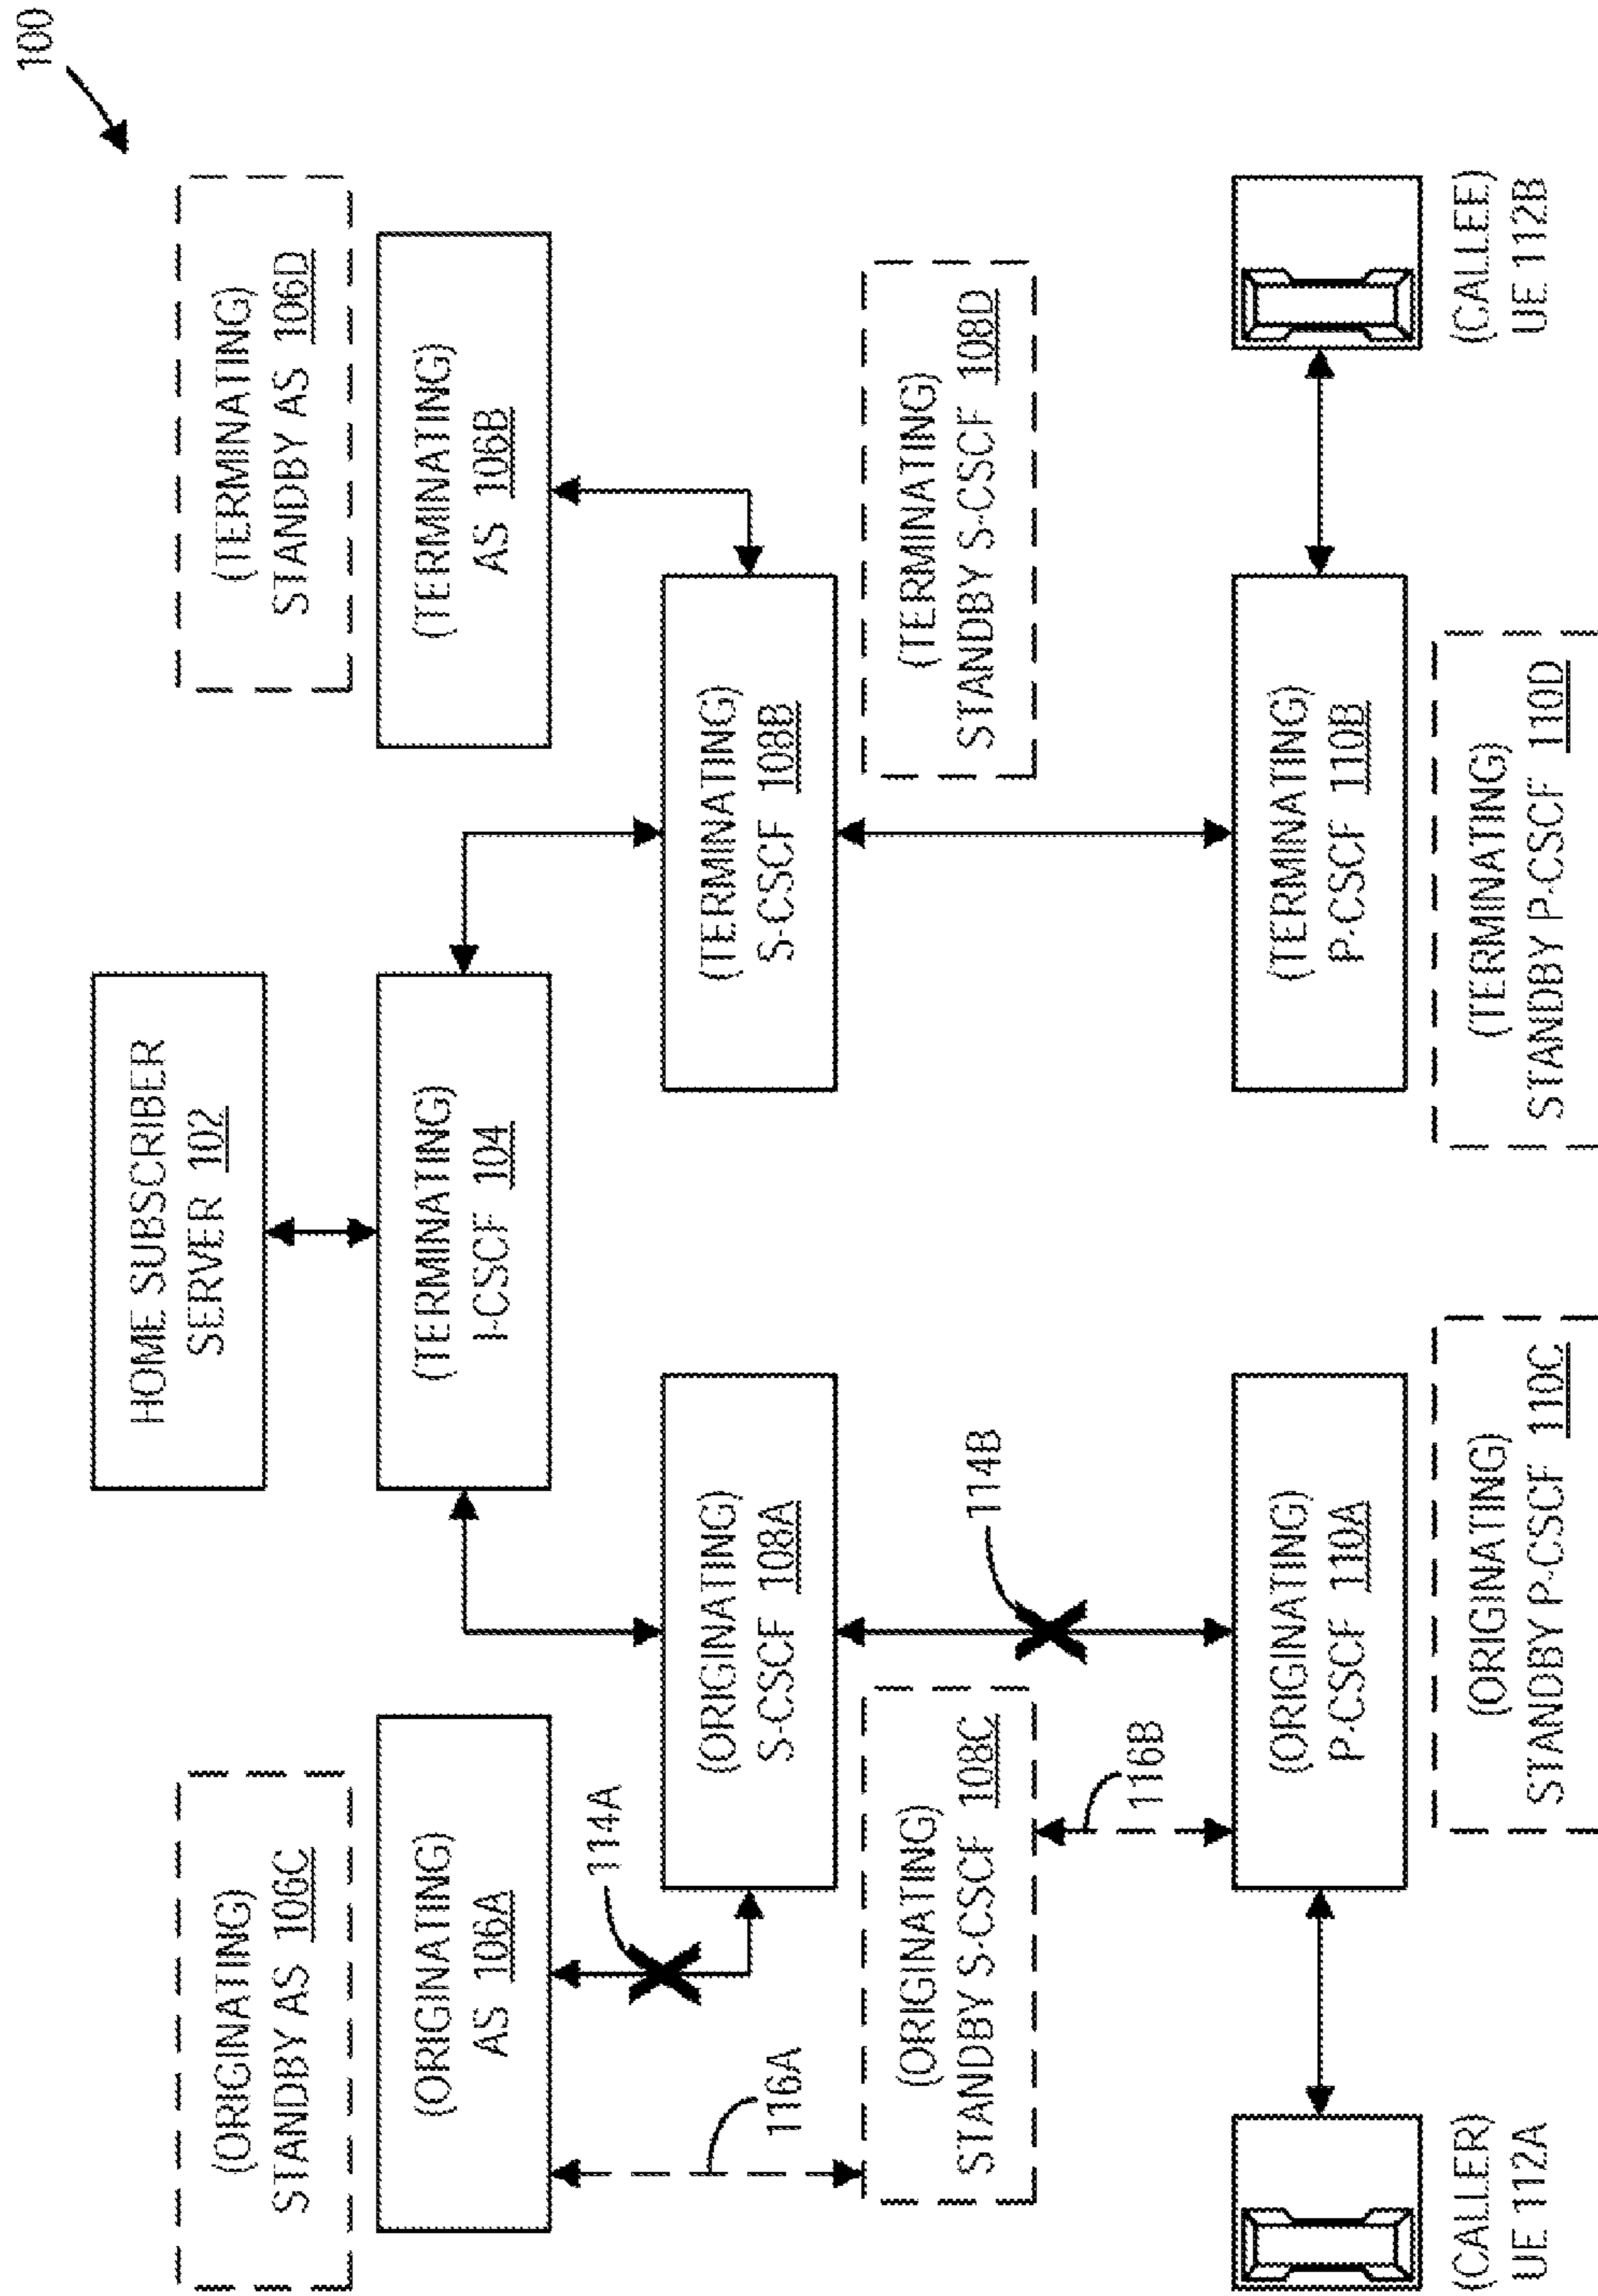 100
HOME SUBSCRIBER
SERVER 102
(ORIGINATING)
STANDBY AS 106C
(TERMINATING)
STANDBY AS 106D
(ORIGINATING)
AS 106A
(TERMINATING)
I-CSCF 104
(TERMINATING)
AS 106B
114A
116A
(ORIGINATING)
S-CSCF 108A
(TERMINATING)
S-CSCF 108B
(ORIGINATING)
STANDBY S-CSCF 108C
114B
(TERMINATING)
STANDBY S-CSCF 108D
116B
(ORIGINATING)
P-CSCF 110A
(TERMINATING)
P-CSCF 110B
(CALLER)
UE 112A
(ORIGINATING)
STANDBY P-CSCF 110C
(TERMINATING)
STANDBY P-CSCF 110D
(CALLEE)
UE 112B